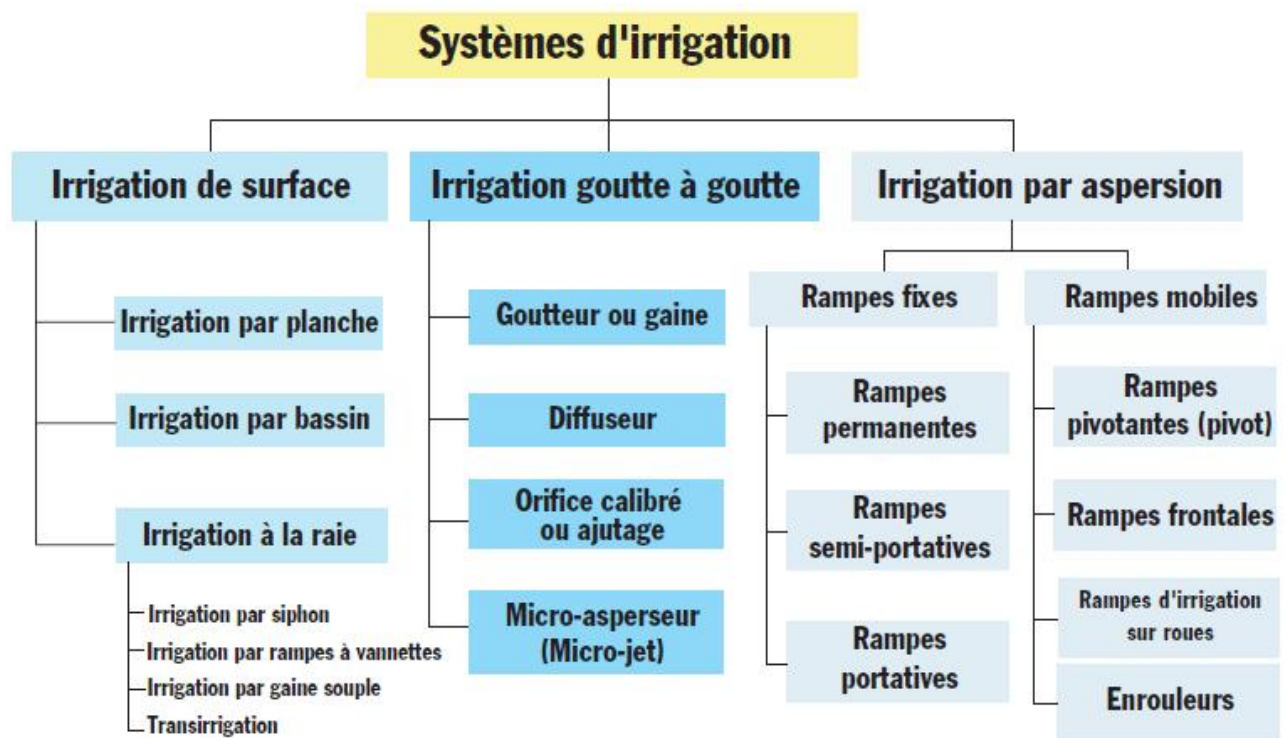 Systèmes d'irrigation
Irrigation de surface
Irrigation par planche
Irrigation par bassin
Irrigation à la raie
Irrigation par siphon
Irrigation par rampes à vannettes
Irrigation par gaine souple
Transirrigation
Irrigation goutte à goutte
Goutteur ou gaine
Diffuseur
Orifice calibré
ou ajutage
Micro-asperseur
(Micro-jet)
Irrigation par aspersion
Rampes fixes
Rampes
permanentes
Rampes
semi-portatives
Rampes
portatives
Rampes mobiles
Rampes
pivotantes (pivot)
Rampes frontales
Rampes d'irrigation
sur roues
Enrouleurs